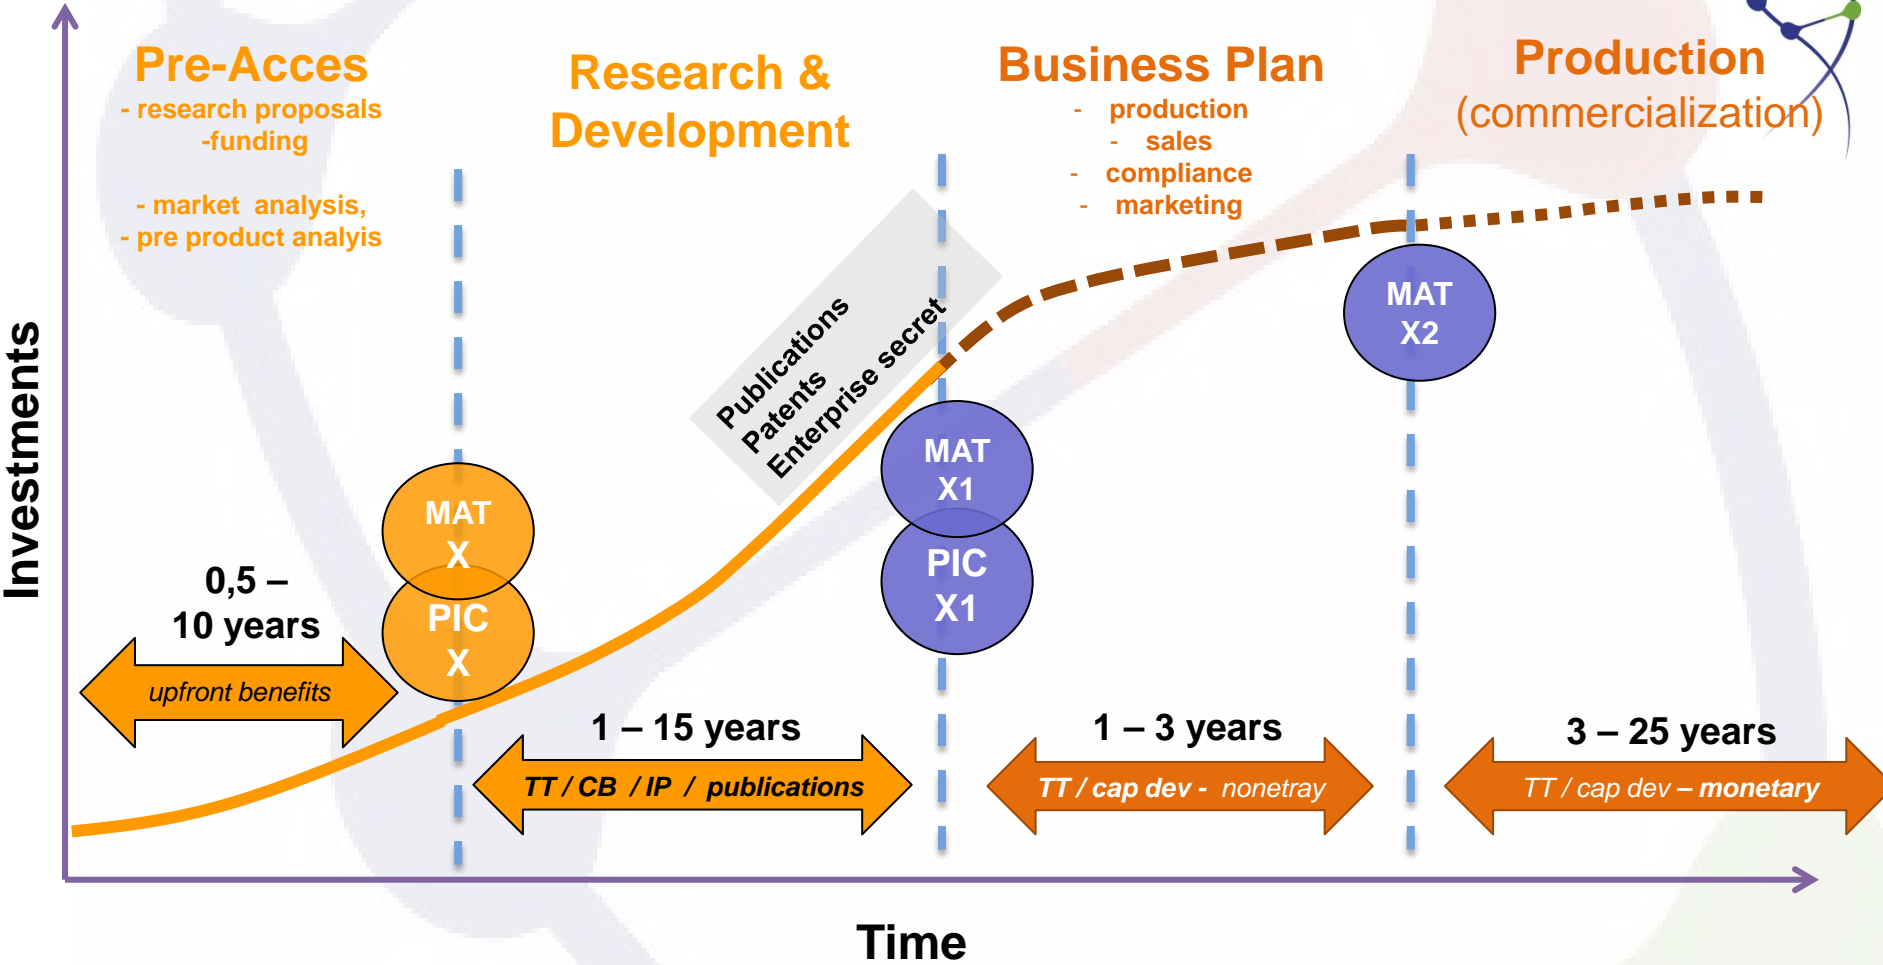 Pre-Acces
- research proposals
-funding
- market analysis,
- pre product analyis
Research &
Development
Business Plan
- production
- sales
- compliance
- marketing
Production
(commercialization)
Publications
Patents
Enterprise secret
MAT
X2
MAT
X1
PIC
X1
MAT
X
PIC
X
0,5 –
10 years
upfront benefits
1 – 15 years
TT / CB / IP / publications
1 – 3 years
TT / cap dev - nonetray
3 – 25 years
TT / cap dev – monetary
Investments
Time